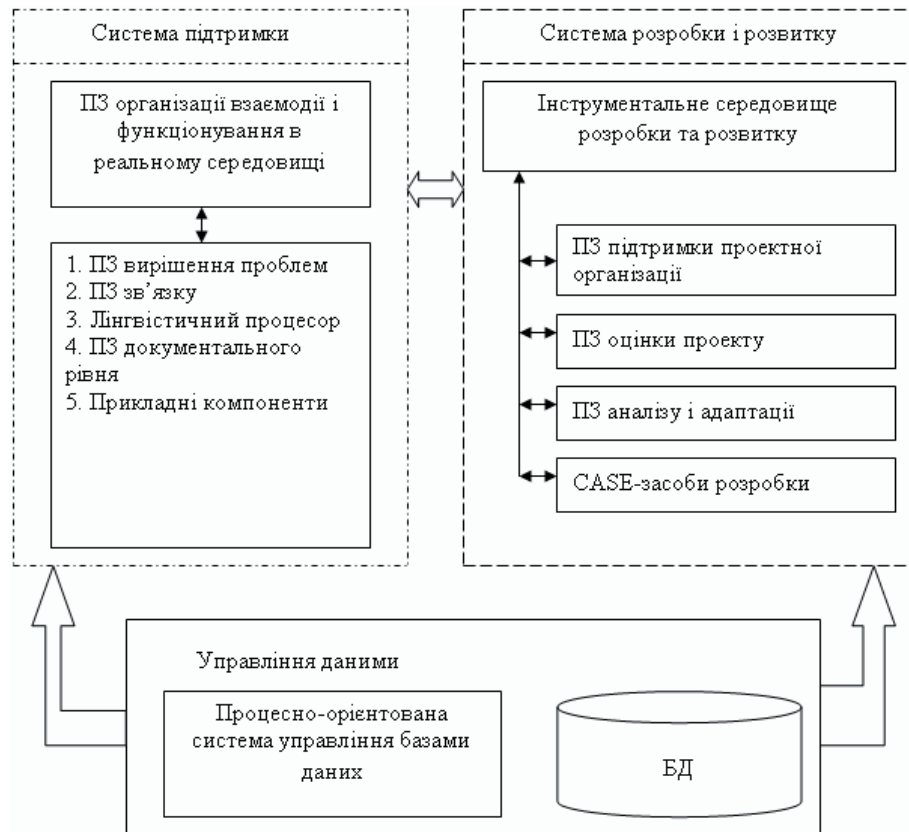 Система підтримки
ПЗ організації взаємодії і
функціонування в
реальному середовищі
1. ПЗ вирішення проблем
2. ПЗ зв’язку
3. Лінгвістичний процесор
4. ПЗ документального
рівня
5. Прикладні компоненти
Система розробки і розвитку
Інструментальне середовище
розробки та розвитку
ПЗ підтримки проектної
організації
ПЗ оцінки проекту
ПЗ аналізу і адаптації
CASE-засоби розробки
Управління даними
Процесно-орієнтована
система управління базами
даних
БД